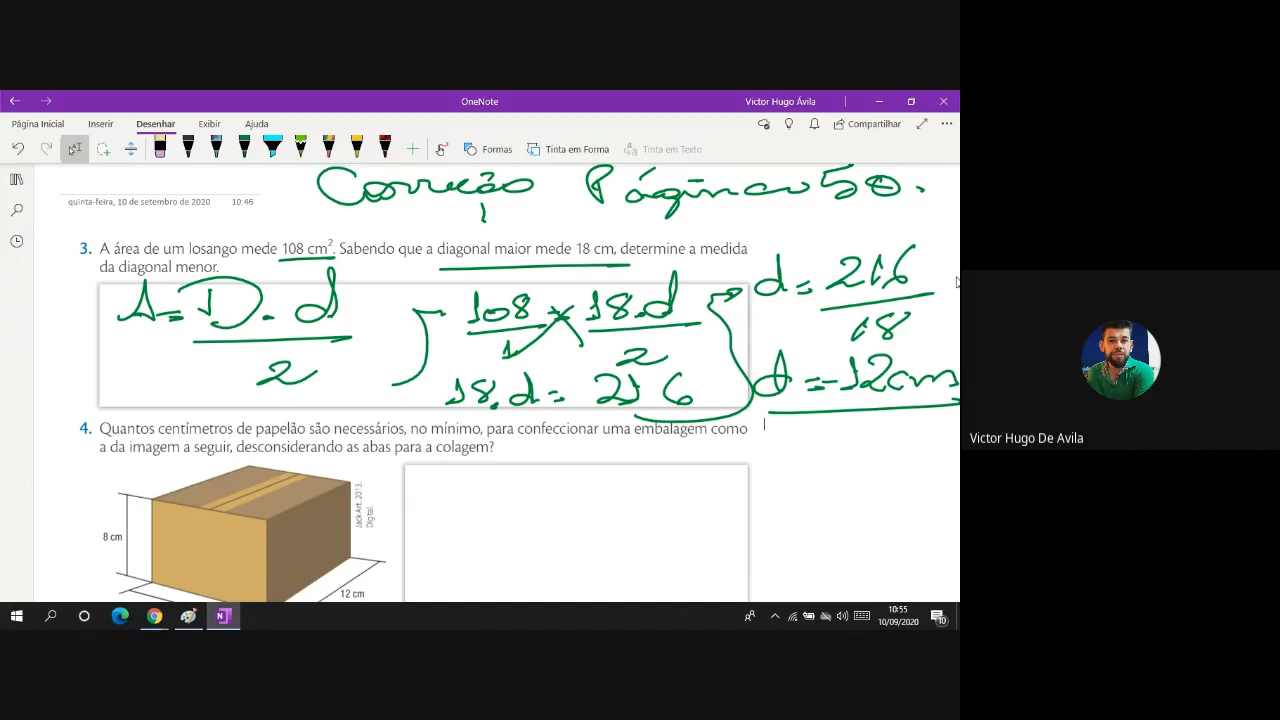 OneNote
Victor Hugo Ávila
Página Inicial Inserir Desenhar Exibir Ajuda
Compartilhar
Formas Tinta em Forma Tinta em Texto
Correção Página 50.
quinta-feira, 10 de setembro de 2020 10:46
3. A área de um losango mede 108 cm². Sabendo que a diagonal maior mede 18 cm, determine a medida
da diagonal menor.
A = D . d / 2
108 / 1 = 18.d / 2
18.d = 216
d = 216 / 18
d = 12cm
4. Quantos centímetros de papelão são necessários, no mínimo, para confeccionar uma embalagem como
a da imagem a seguir, desconsiderando as abas para a colagem?
Jack Art. 2013.
Digital.
8 cm
12 cm
Victor Hugo De Avila
10:55
10/09/2020
10